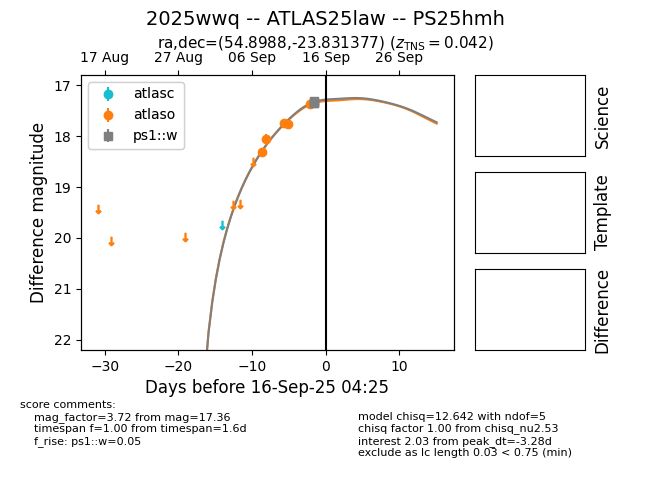 2025wwq -- ATLAS25law -- PS25hmh
ra,dec=(54.8988,-23.831377) (z_TNS = 0.042)
17 Aug 27 Aug 06 Sep 16 Sep 26 Sep
atlasc
atlaso
ps1::w
17
18
19
20
21
22
Difference magnitude
−30 −20 −10 0 10
Days before 16-Sep-25 04:25
Science
Template
Difference
score comments:
mag_factor=3.72 from mag=17.36
timespan f=1.00 from timespan=1.6d
f_rise: ps1::w=0.05
model chisq=12.642 with ndof=5
chisq factor 1.00 from chisq_nu2.53
interest 2.03 from peak_dt=-3.28d
exclude as lc length 0.03 < 0.75 (min)